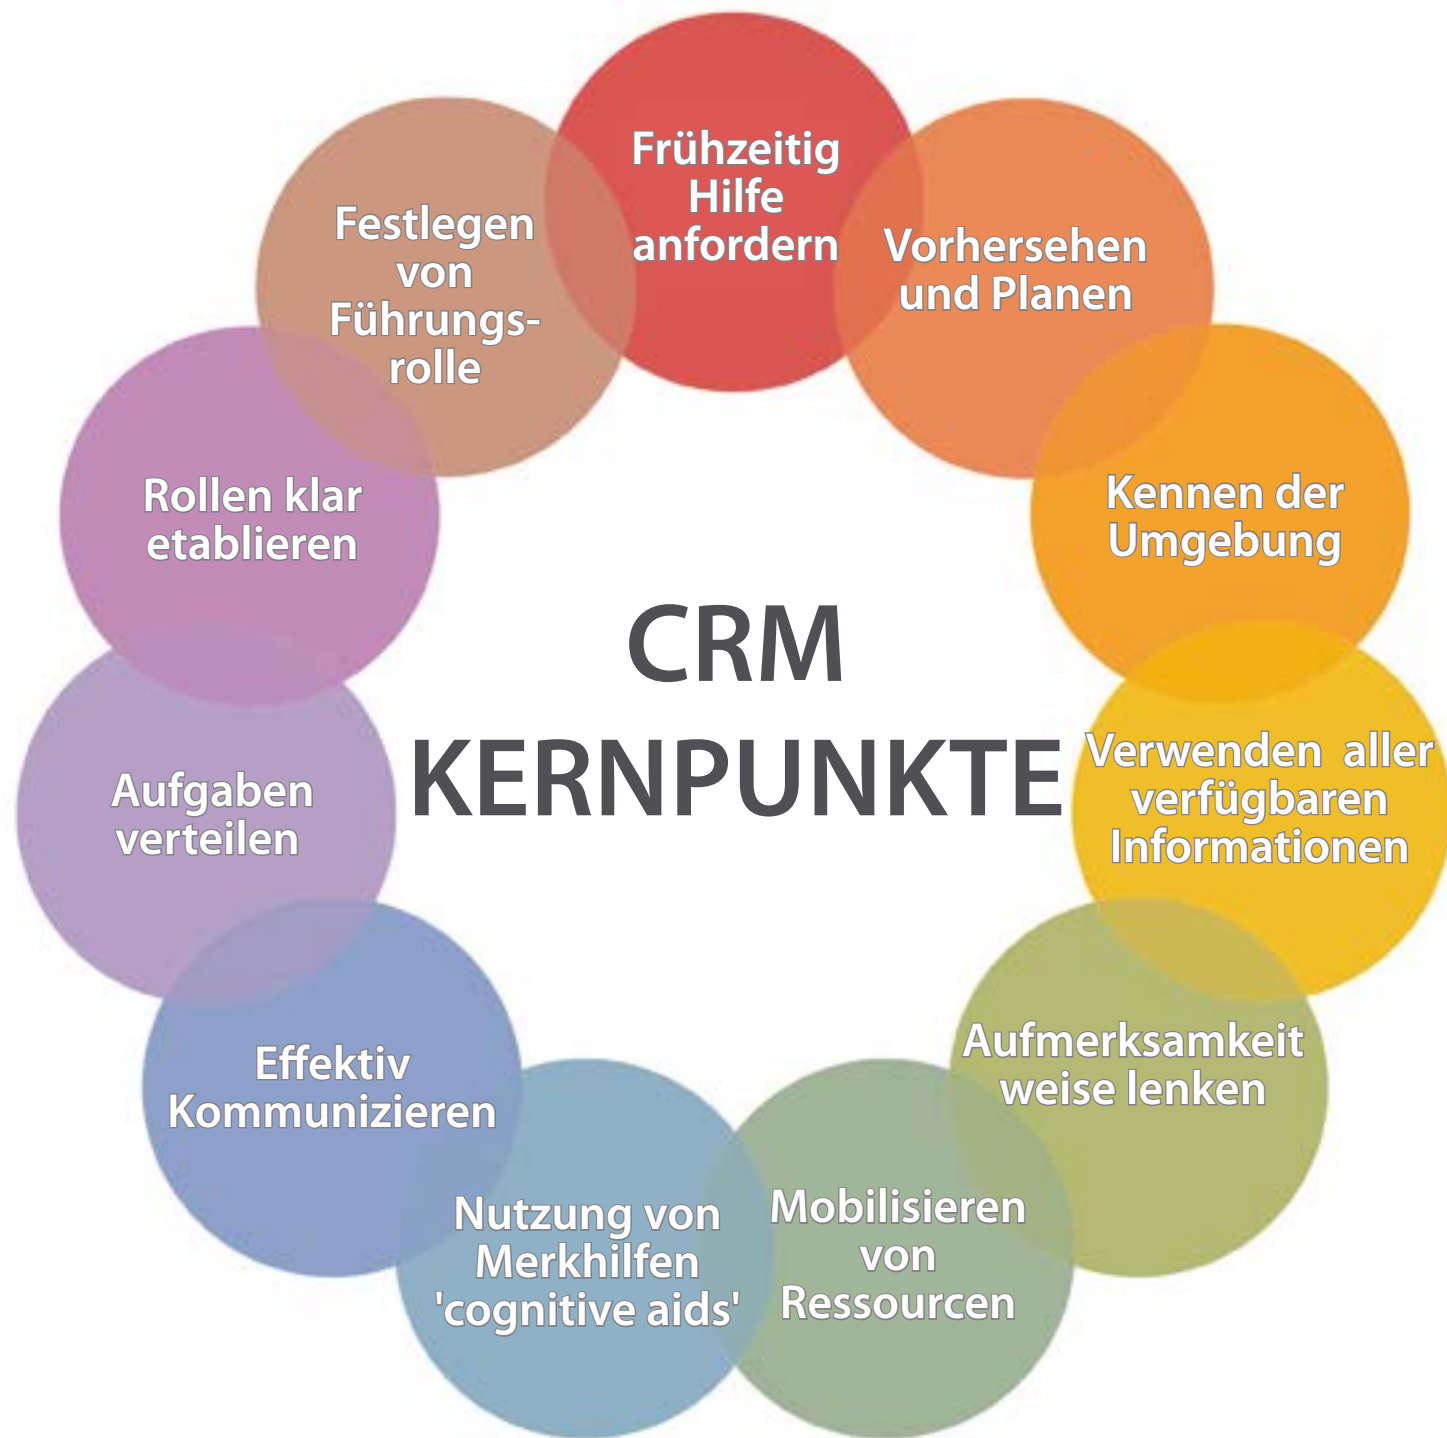 Frühzeitig
Hilfe
anfordern
Vorhersehen
und Planen
Kennen der
Umgebung
Verwenden aller
verfügbaren
Informationen
Aufmerksamkeit
weise lenken
Mobilisieren
von
Ressourcen
Nutzung von
Merkhilfen
'cognitive aids'
Effektiv
Kommunizieren
Aufgaben
verteilen
Rollen klar
etablieren
Festlegen
von
Führungs-
rolle
CRM
KERNPUNKTE